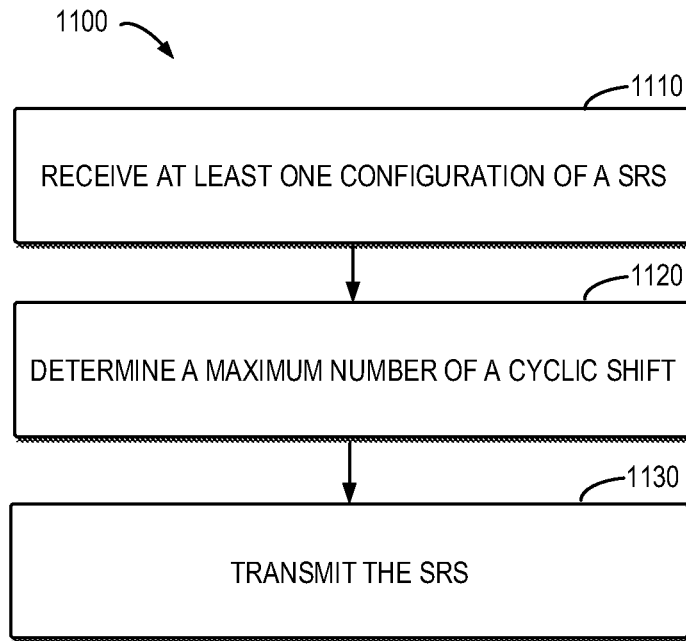 1100
1110
RECEIVE AT LEAST ONE CONFIGURATION OF A SRS
1120
DETERMINE A MAXIMUM NUMBER OF A CYCLIC SHIFT
1130
TRANSMIT THE SRS